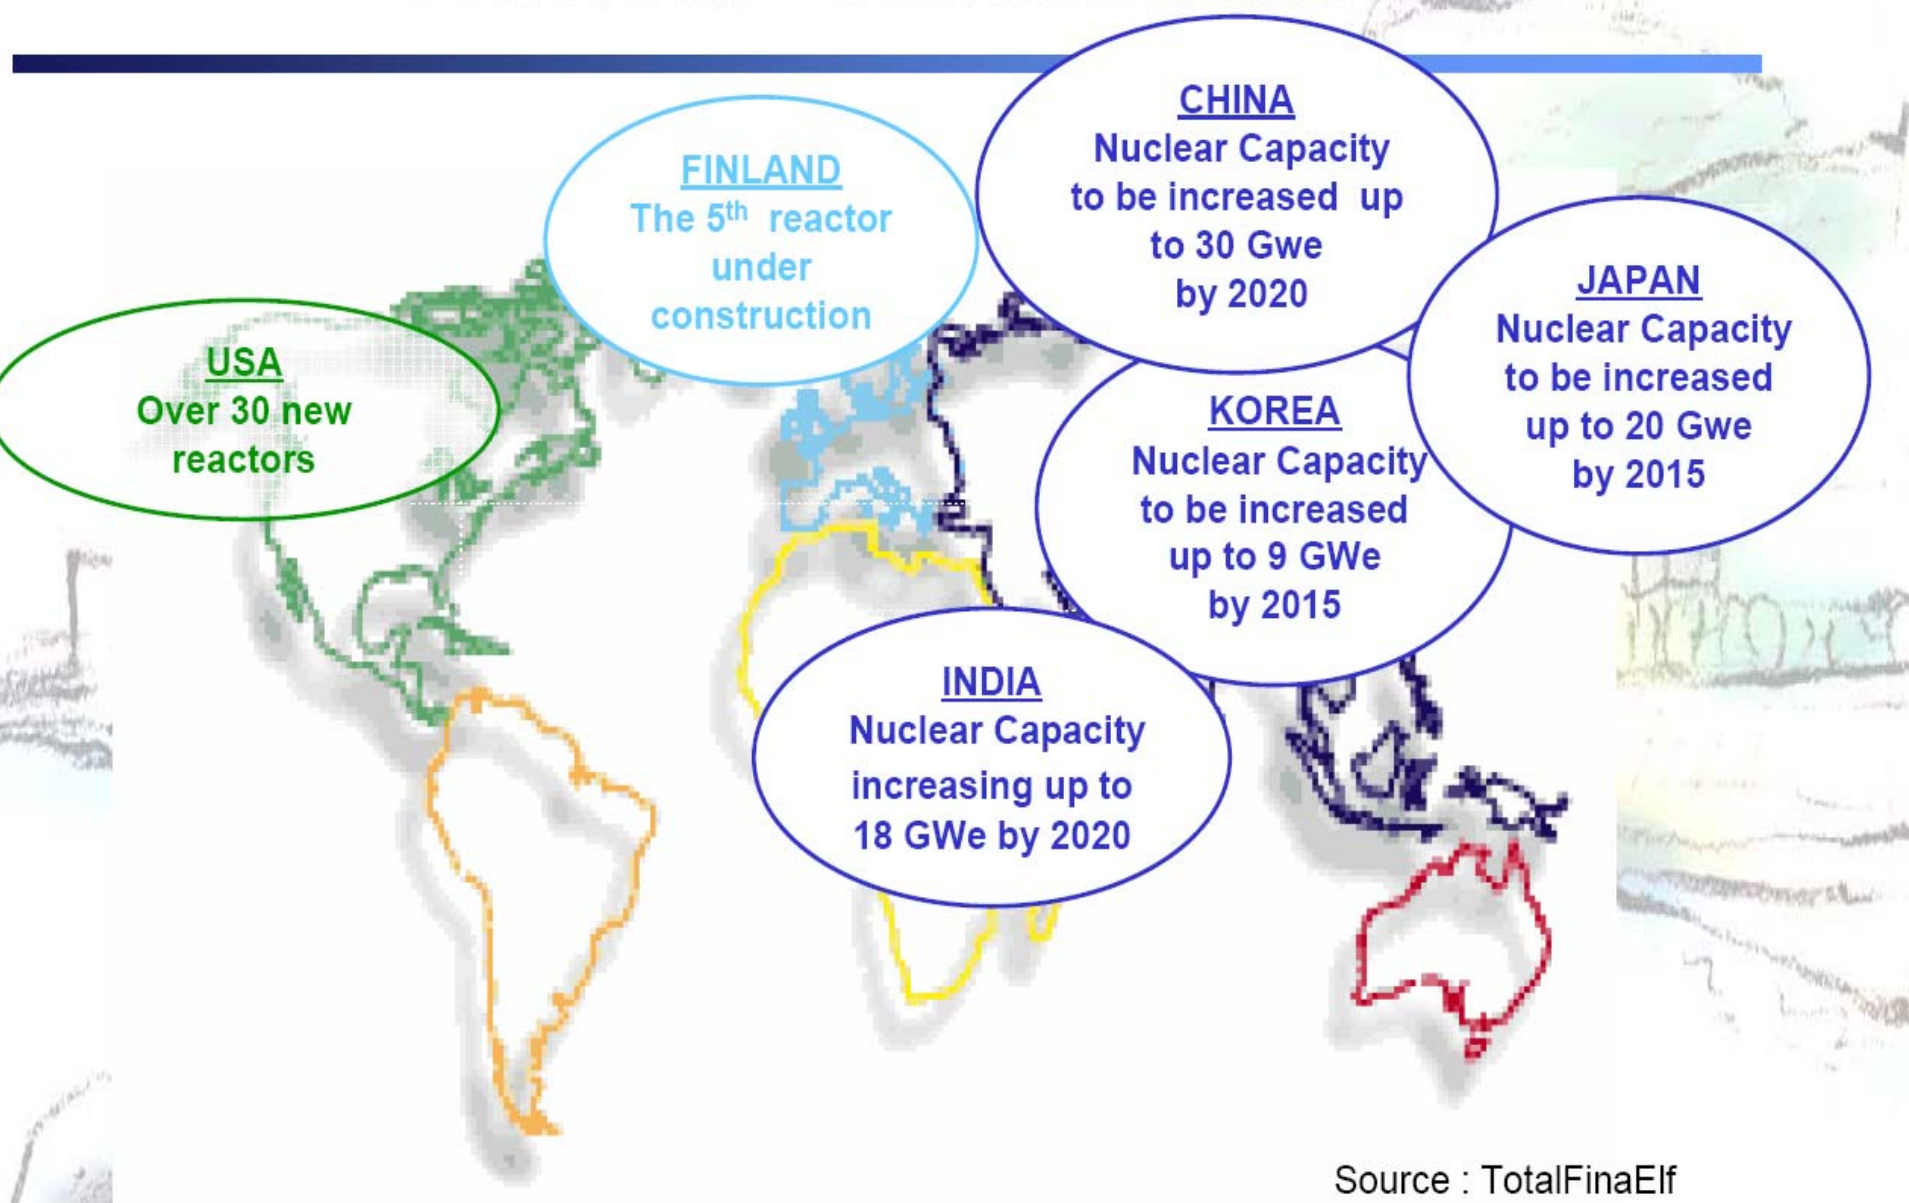 FINLAND
The 5th reactor
under
construction
CHINA
Nuclear Capacity
to be increased up
to 30 Gwe
by 2020
JAPAN
Nuclear Capacity
to be increased
up to 20 Gwe
by 2015
USA
Over 30 new
reactors
KOREA
Nuclear Capacity
to be increased
up to 9 GWe
by 2015
INDIA
Nuclear Capacity
increasing up to
18 GWe by 2020
Source : TotalFinaElf